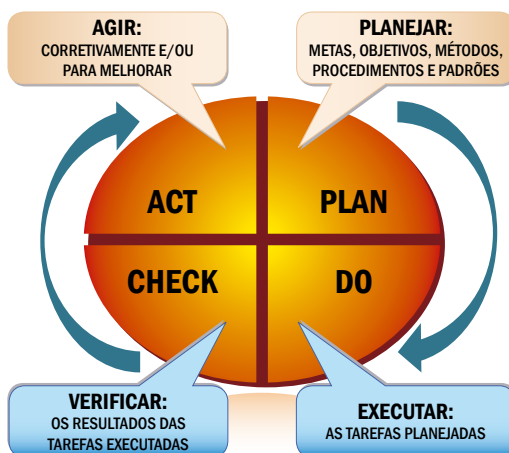 AGIR:
CORRETIVAMENTE E/OU
PARA MELHORAR
PLANEJAR:
METAS, OBJETIVOS, MÉTODOS,
PROCEDIMENTOS E PADRÕES
ACT
PLAN
CHECK
DO
VERIFICAR:
OS RESULTADOS DAS
TAREFAS EXECUTADAS
EXECUTAR:
AS TAREFAS PLANEJADAS